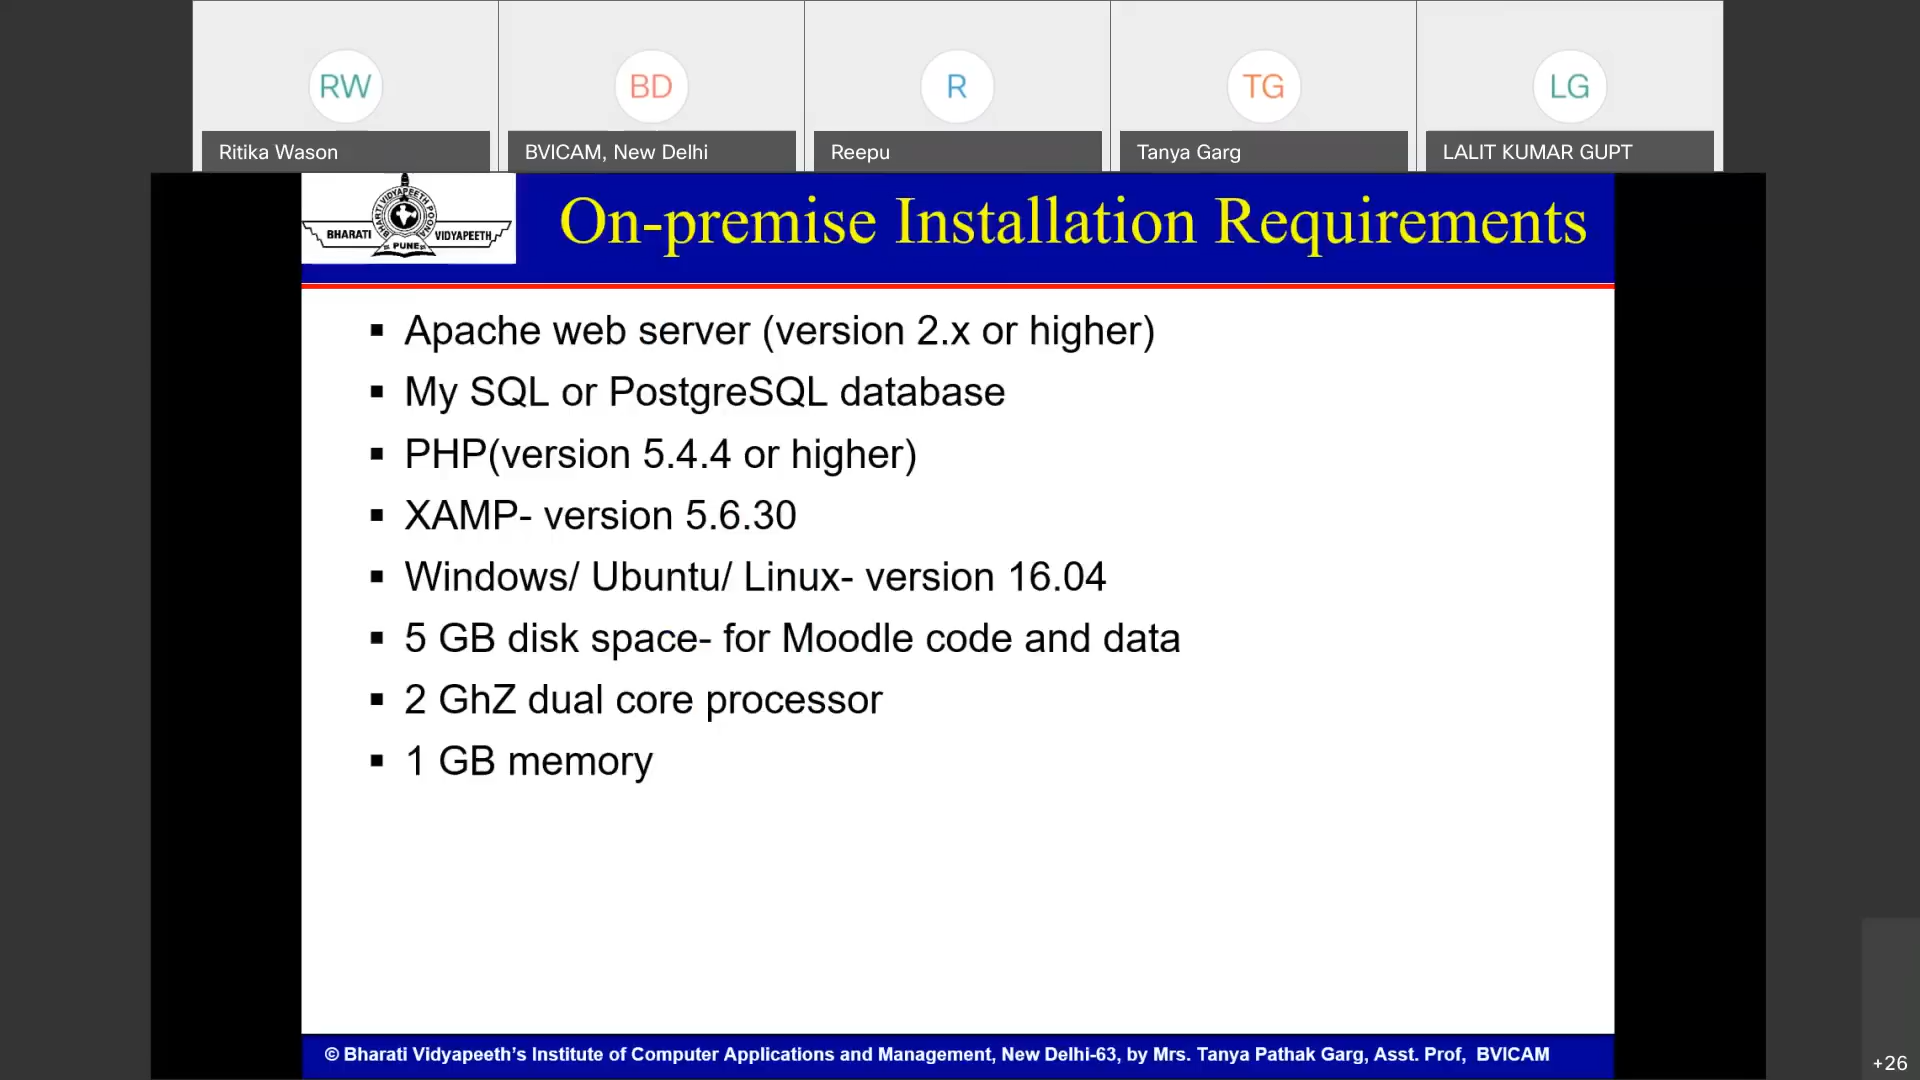 RW
BD
R
TG
LG
Ritika Wason
BVICAM, New Delhi
Reepu
Tanya Garg
LALIT KUMAR GUPT
BHARATI VIDYAPEETH POONA
BHARATI
VIDYAPEETH
PUNE
On-premise Installation Requirements
▪ Apache web server (version 2.x or higher)
▪ My SQL or PostgreSQL database
▪ PHP(version 5.4.4 or higher)
▪ XAMP- version 5.6.30
▪ Windows/ Ubuntu/ Linux- version 16.04
▪ 5 GB disk space- for Moodle code and data
▪ 2 GhZ dual core processor
▪ 1 GB memory
© Bharati Vidyapeeth’s Institute of Computer Applications and Management, New Delhi-63, by Mrs. Tanya Pathak Garg, Asst. Prof, BVICAM
+26